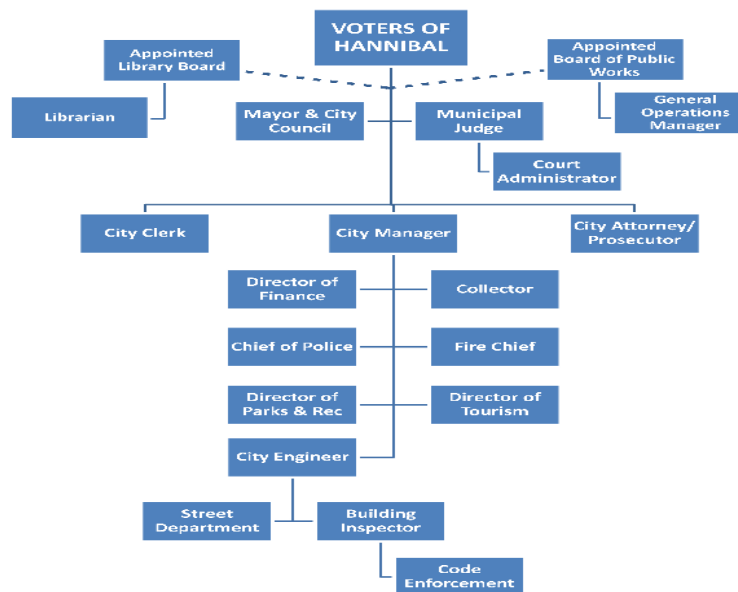 VOTERS OF
HANNIBAL
Appointed
Library Board
Appointed
Board of Public
Works
Librarian
Mayor & City
Council
Municipal
Judge
General
Operations
Manager
Court
Administrator
City Clerk
City Manager
City Attorney/
Prosecutor
Director of
Finance
Collector
Chief of Police
Fire Chief
Director of
Parks & Rec
Director of
Tourism
City Engineer
Street
Department
Building
Inspector
Code
Enforcement